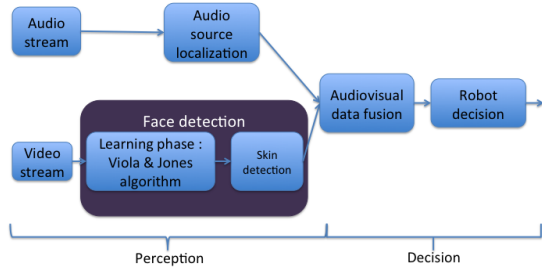 Audio
stream
Audio
source
localization
Face detection
Video
stream
Learning phase :
Viola & Jones
algorithm
Skin
detection
Audiovisual
data fusion
Robot
decision
Perception
Decision